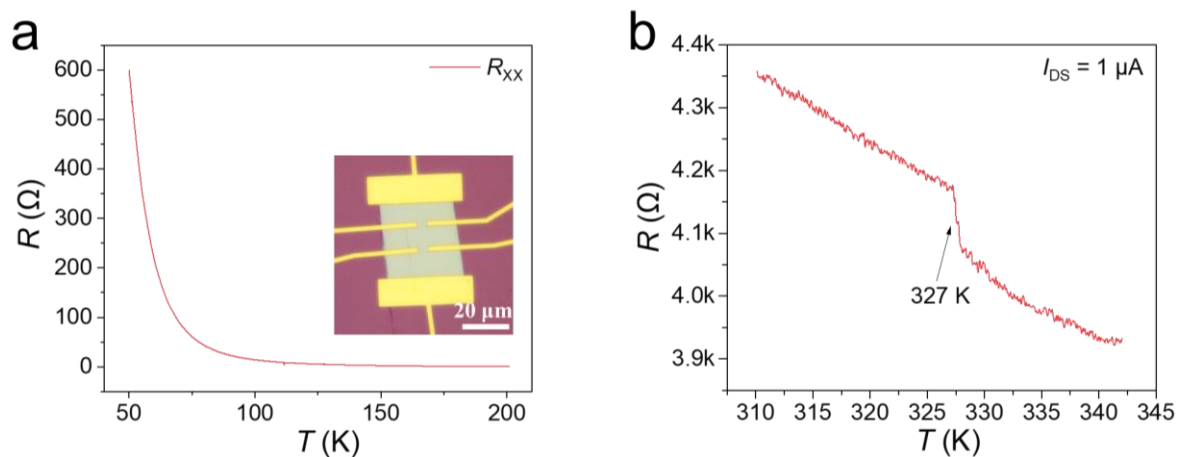 a
600
500
400
300
200
100
0
R (Ω)
50
100
150
200
T (K)
R_XX
20 μm
b
4.4k
4.3k
4.2k
4.1k
4.0k
3.9k
R (Ω)
310 315 320 325 330 335 340 345
T (K)
I_DS = 1 μA
327 K